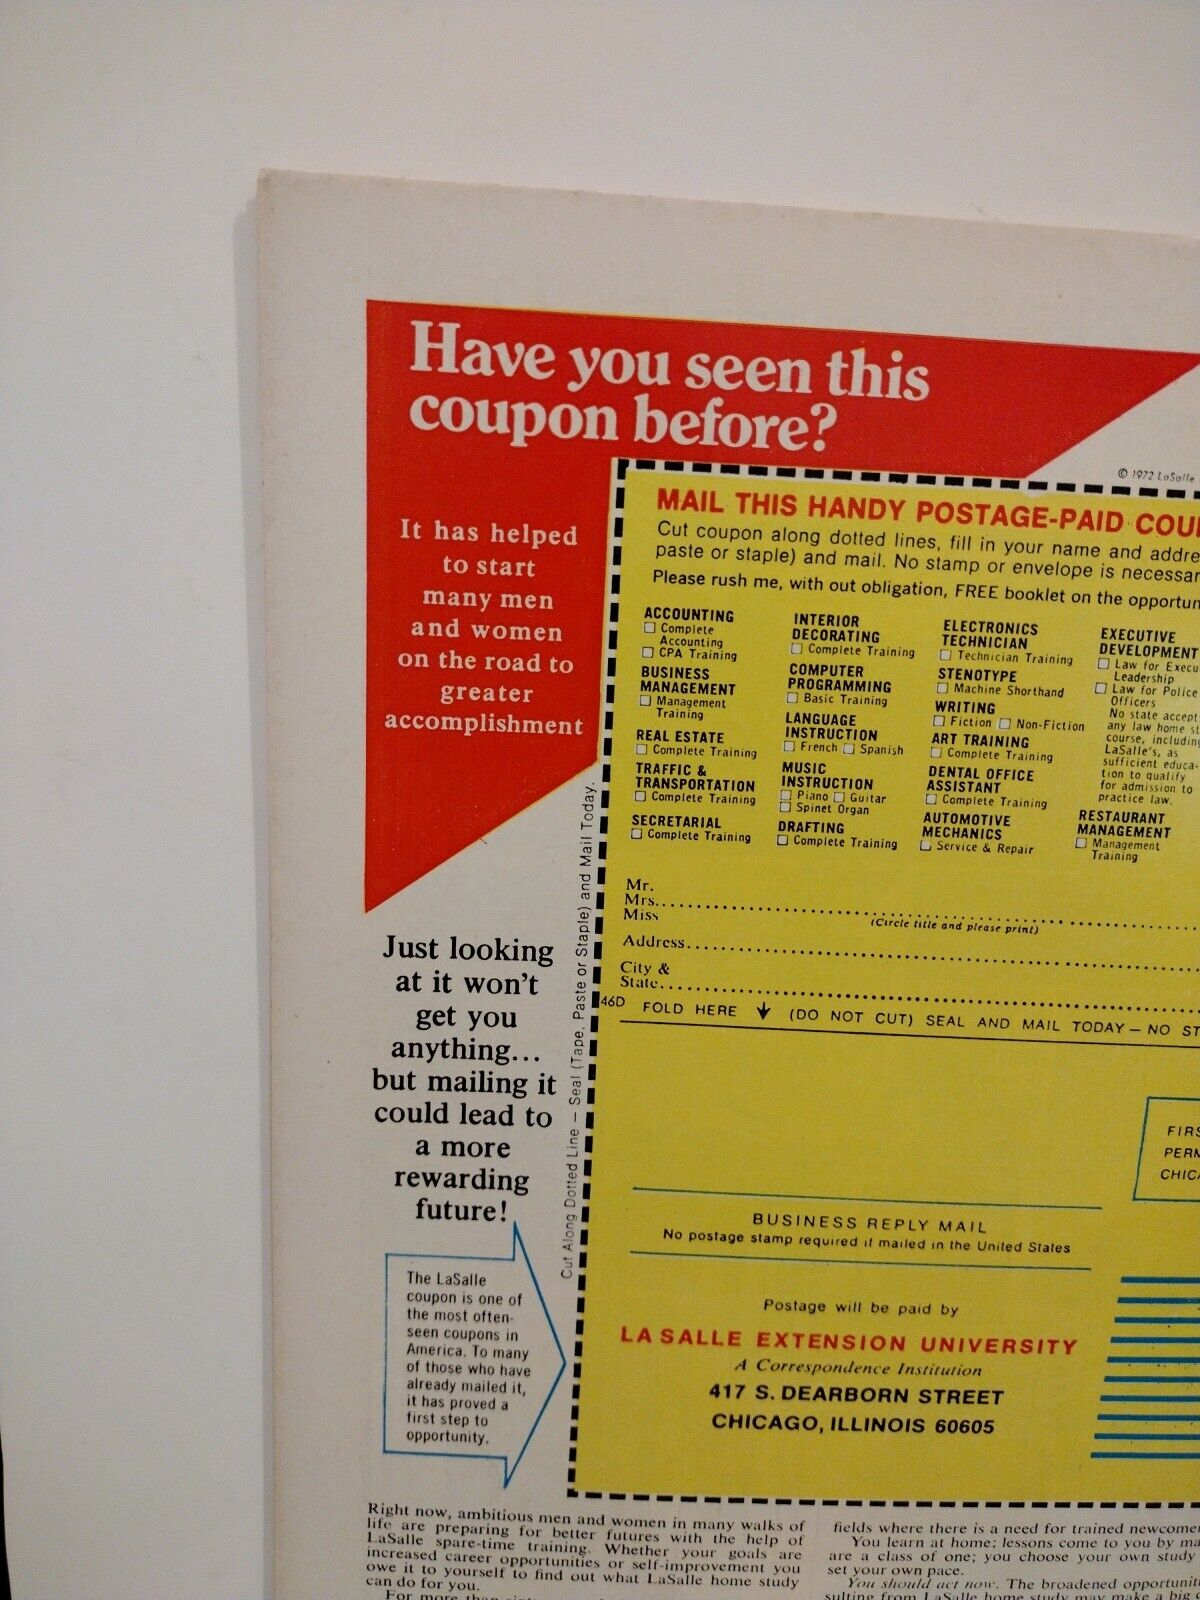 Have you seen this
coupon before?
© 1972 LaSalle
It has helped
to start
many men
and women
on the road to
greater
accomplishment
MAIL THIS HANDY POSTAGE-PAID
Cut coupon along dotted lines, fill in your name and
paste or staple) and mail. No stamp or envelope is
Please rush me, with out obligation, FREE booklet on the
ACCOUNTING
Complete
Accounting
CPA Training
BUSINESS
MANAGEMENT
Management
Training
REAL ESTATE
Complete Training
TRAFFIC &
TRANSPORTATION
Complete Training
SECRETARIAL
Complete Training
INTERIOR
DECORATING
Complete Training
COMPUTER
PROGRAMMING
Basic Training
LANGUAGE
INSTRUCTION
French Spanish
MUSIC
INSTRUCTION
Piano Guitar
Spinet Organ
DRAFTING
Complete Training
ELECTRONICS
TECHNICIAN
Technician Training
STENOTYPE
Machine Shorthand
WRITING
Fiction Non-Fiction
ART TRAINING
Complete Training
DENTAL OFFICE
ASSISTANT
Complete Training
AUTOMOTIVE
MECHANICS
Service & Repair
EXECUTIVE
DEVELOPMENT
Law for
Leadership
Law for Police
Officers
No state
any law home
course,
LaSalle's, as
sufficient educa-
tion to qualify
for admission to
practice law.
RESTAURANT
MANAGEMENT
Management
Training
Mr.
Mrs.
Miss
(Circle title and please print)
Address
City &
State
46D FOLD HERE (DO NOT CUT) SEAL AND MAIL TODAY — NO
Cut Along Dotted Line — Seal (Tape, Paste or Staple) and Mail Today.
Just looking
at it won't
get you
anything...
but mailing it
could lead to
a more
rewarding
future!
The LaSalle
coupon is one of
the most often-
seen coupons in
America. To many
of those who have
already mailed it,
it has proved a
first step to
opportunity.
BUSINESS REPLY MAIL
No postage stamp required if mailed in the United States
Postage will be paid by
LA SALLE EXTENSION UNIVERSITY
A Correspondence Institution
417 S. DEARBORN STREET
CHICAGO, ILLINOIS 60605
Right now, ambitious men and women in many walks of
life are preparing for better futures with the help of
LaSalle spare-time training. Whether your goals are
increased career opportunities or self-improvement you
owe it to yourself to find out what LaSalle home study
can do for you.
fields where there is a need for trained
You learn at home; lessons come to you by
are a class of one; you choose your own study
set your own pace.
You should act now. The broadened